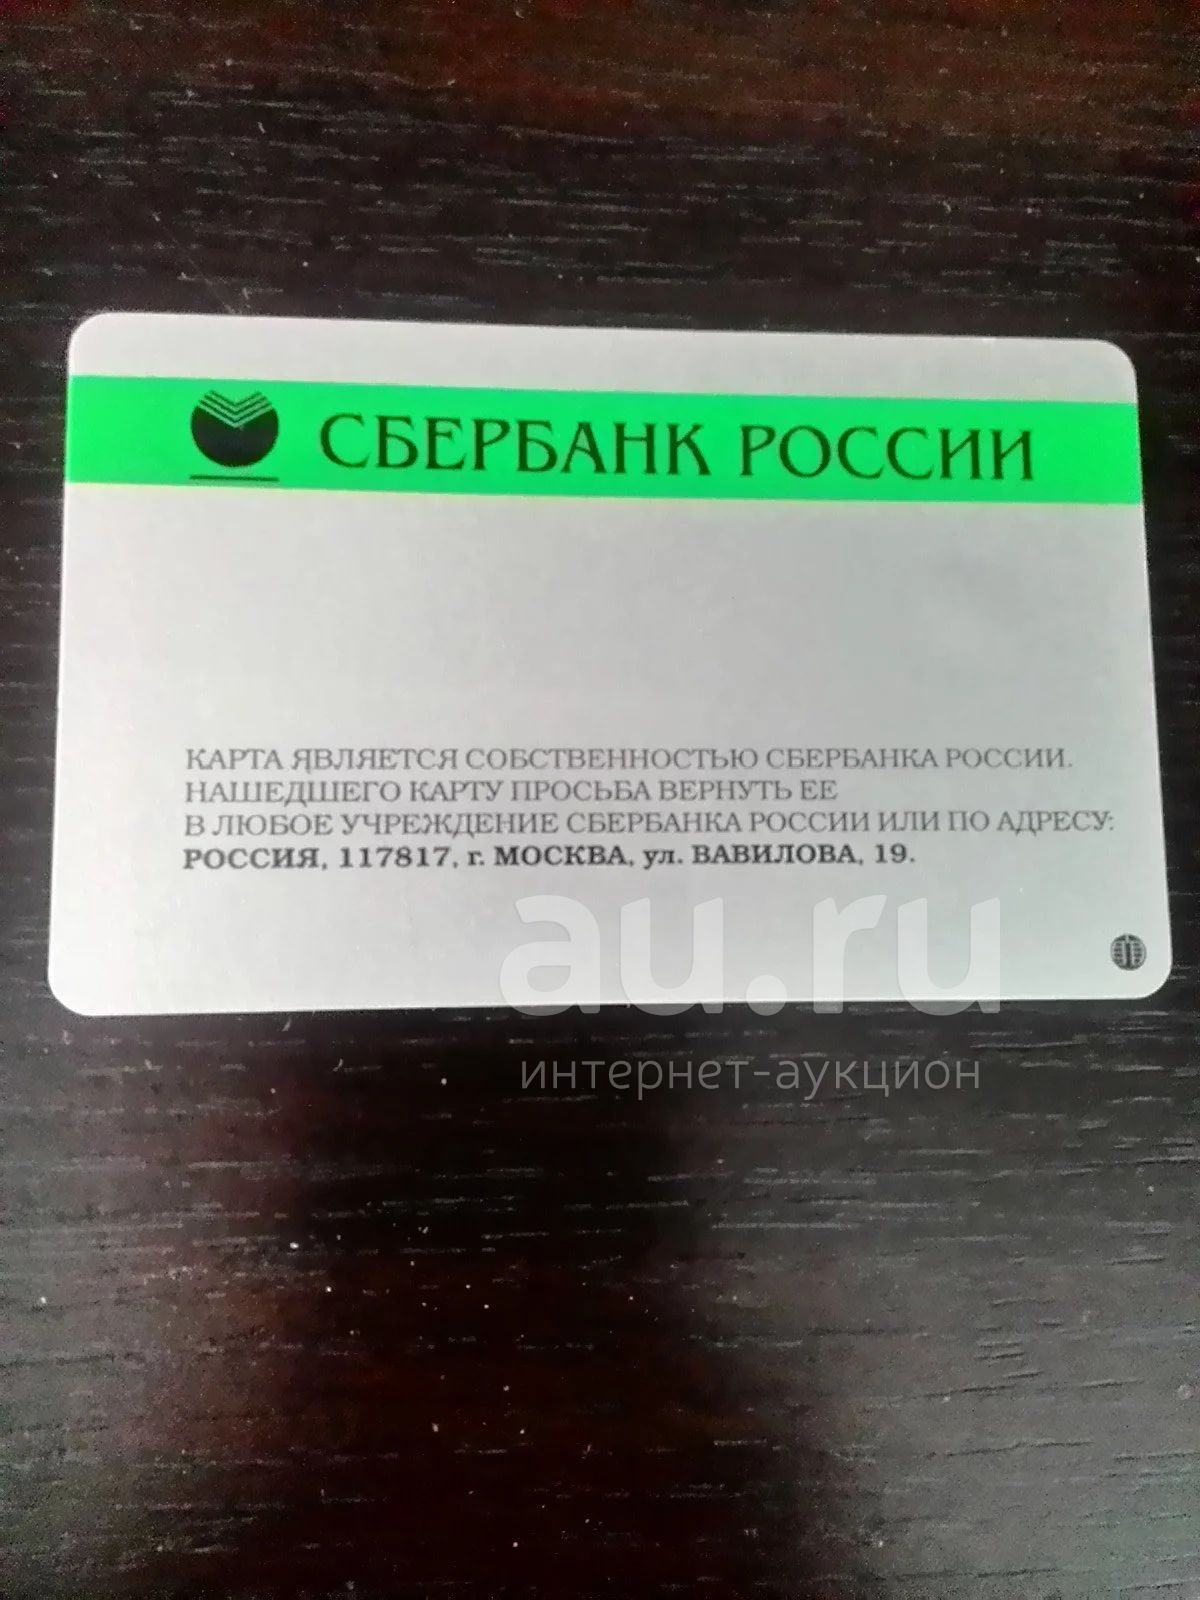 СБЕРБАНК РОССИИ
КАРТА ЯВЛЯЕТСЯ СОБСТВЕННОСТЬЮ СБЕРБАНКА РОССИИ.
НАШЕДШЕГО КАРТУ ПРОСЬБА ВЕРНУТЬ ЕЕ
В ЛЮБОЕ УЧРЕЖДЕНИЕ СБЕРБАНКА РОССИИ ИЛИ ПО АДРЕСУ:
РОССИЯ, 117817, г. МОСКВА, ул. ВАВИЛОВА, 19.
au.ru
интернет-аукцион